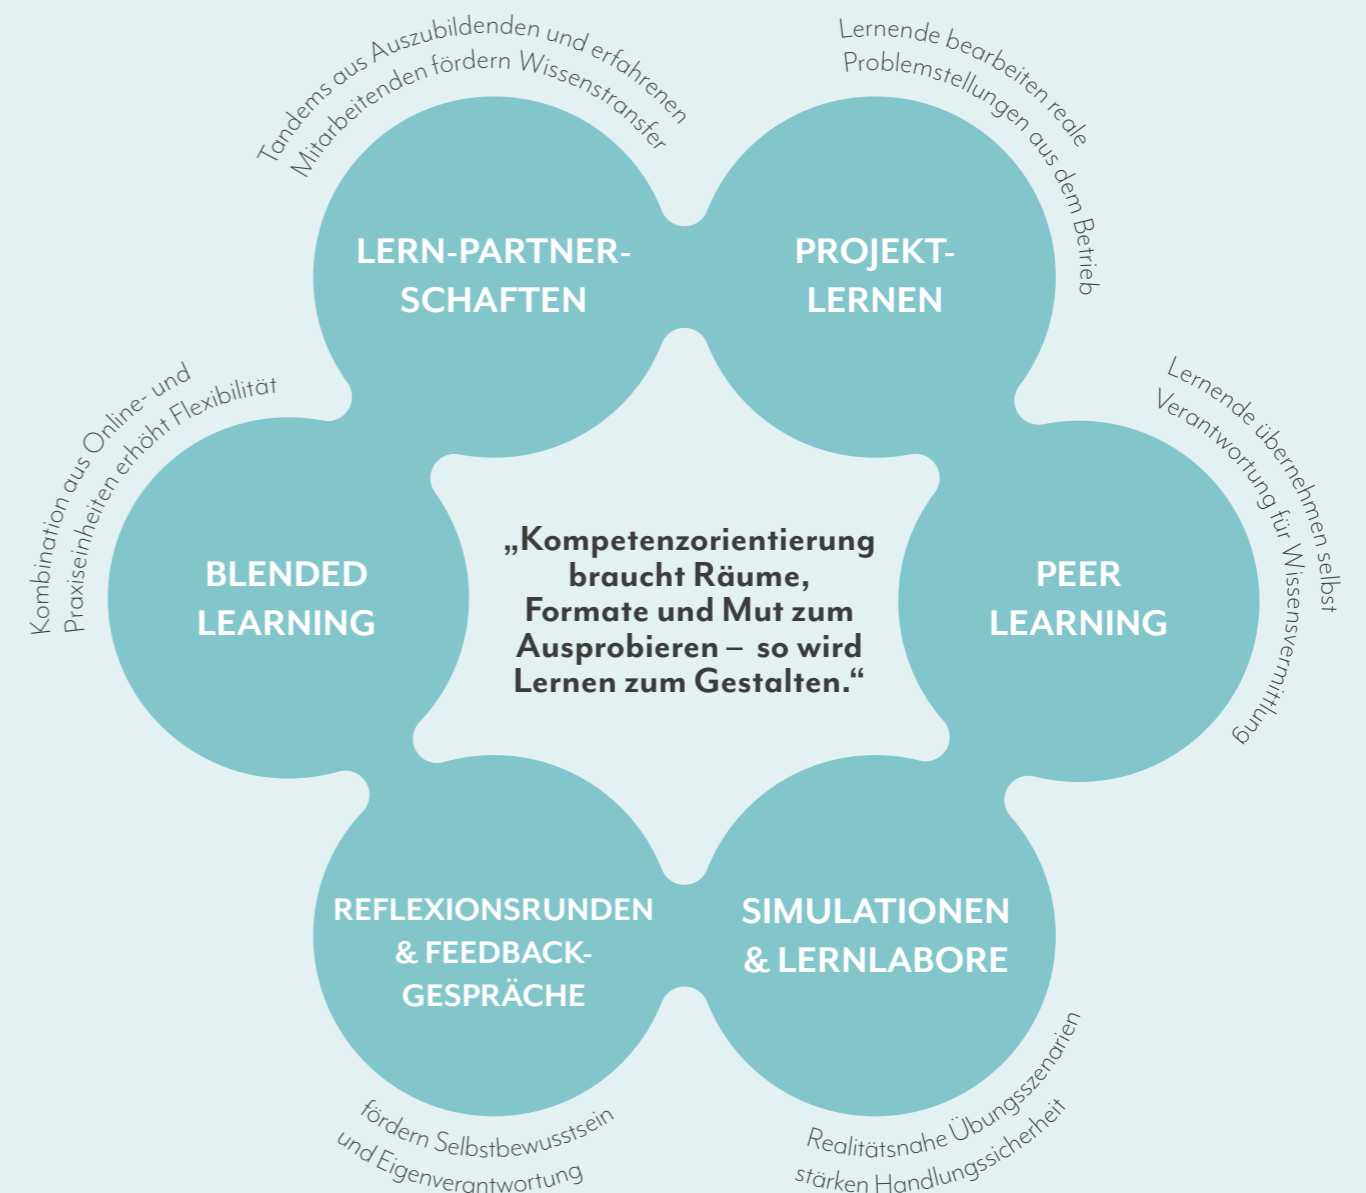 Tandems aus Auszubildenden und erfahrenen
Mitarbeitenden fördern Wissenstransfer
LERN-PARTNER-
SCHAFTEN
Lernende bearbeiten reale
Problemstellungen aus dem Betrieb
PROJEKT-
LERNEN
Kombination aus Online- und
Praxiseinheiten erhöht Flexibilität
BLENDED
LEARNING
„Kompetenzorientierung
braucht Räume,
Formate und Mut zum
Ausprobieren – so wird
Lernen zum Gestalten.“
Lernende übernehmen selbst
Verantwortung für Wissensvermittlung
PEER
LEARNING
REFLEXIONSRUNDEN
& FEEDBACK-
GESPRÄCHE
fördern Selbstbewusstsein
und Eigenverantwortung
SIMULATIONEN
& LERNLABORE
Realitätsnahe Übungsszenarien
stärken Handlungssicherheit